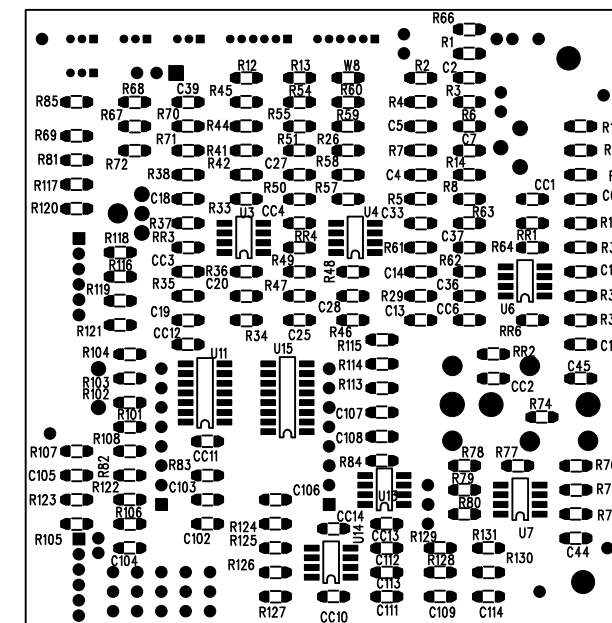 R66
R1
R12 R13 W8 R2 C2
R85 R68 C39 R45 R54 R60 R4 R3
R67 R70 R55 R59
R69 R44 C5 R6
R71 R51 R26
R81 R72 R41 R7 C7
R42 C27 R58 R14
R38 C4
R117 R50 R57 R8
C18 CC1
R120 R33 CC4 U3 U4 C33 R5
R37 R63
RR3 RR4 R61 C37 R64 RR1
R118
CC3 R48
R116 R36 R49 C14 R62
R119 R35 C20 R47 R29 C36
U6
C19 C28 C13 CC6
R121 CC12 R34 C25 R46 RR6
R115
R104 U11 U15 RR2
R114
R103 R113 CC2 C45
R102
R101 C107 R74
R108 C108
R107 CC11 R78 R77
R82 R83 R84
C105 R79
R122 C103 C106 U13
R123 R80
R106 CC14
R105 C102 R124 U14 CC13 R129 R131 U7
R125 C44
C104 C112
R126 C113 R128 R130
R127 CC10 C111 C109 C114